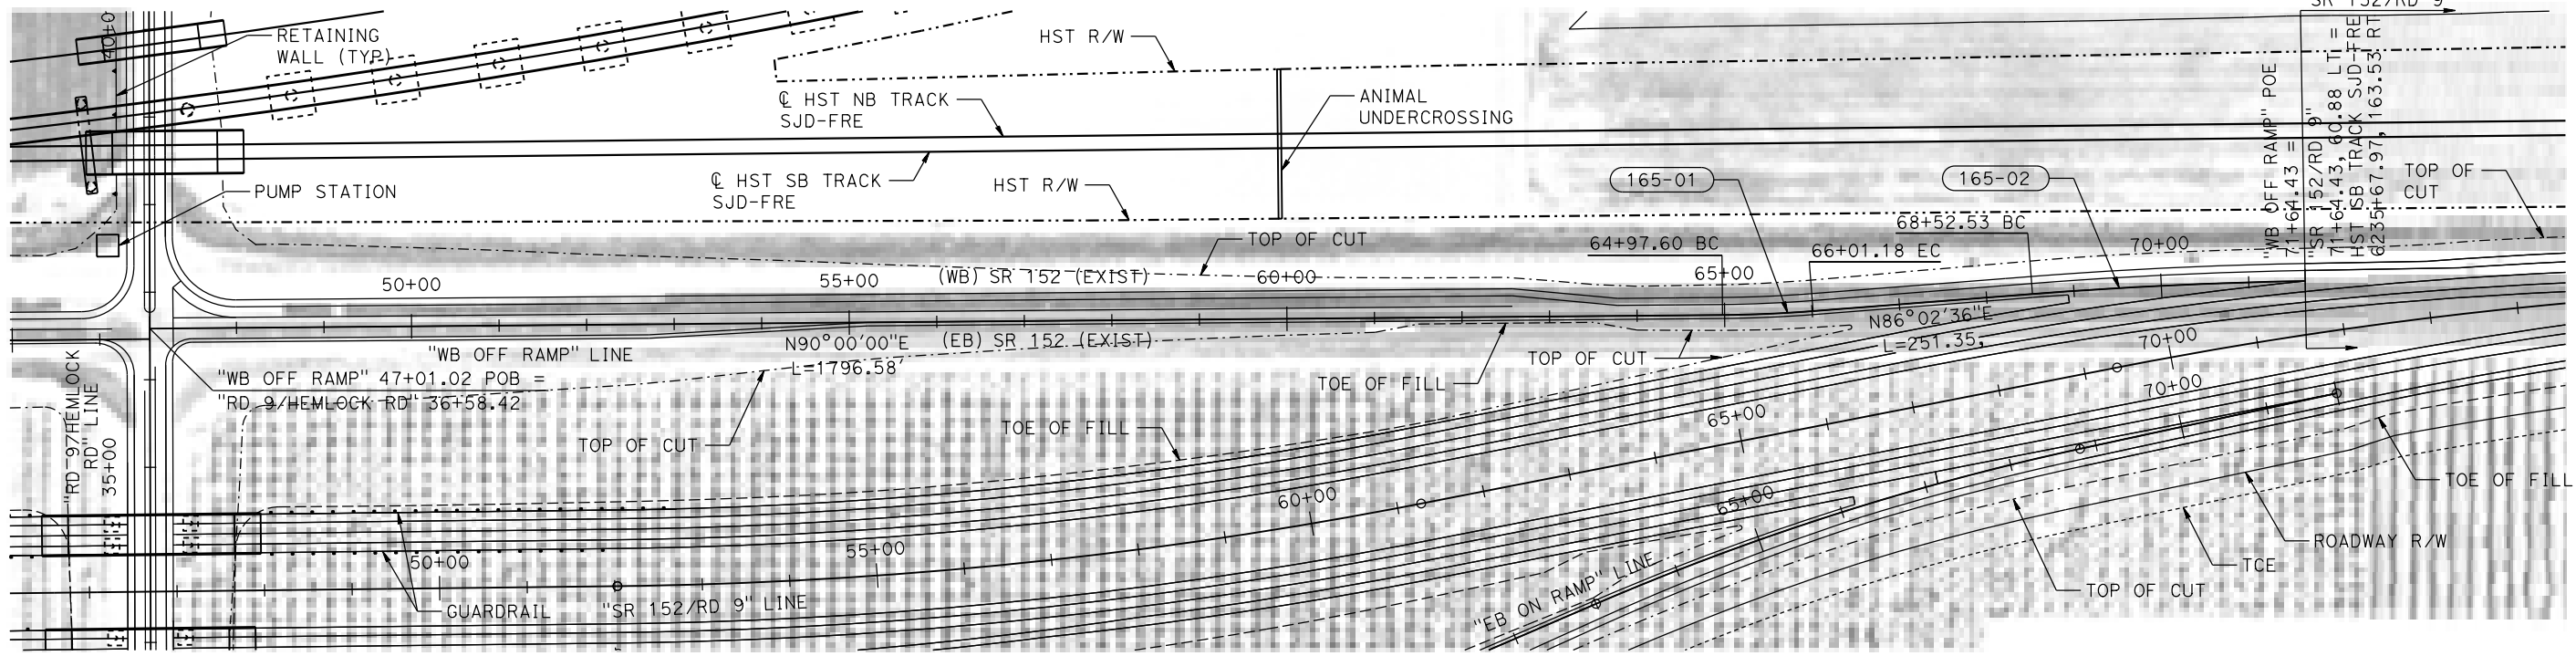 SR 152/RD 9"
40+0
RETAINING
WALL (TYP)
HST R/W
℄ HST NB TRACK
SJD-FRE
ANIMAL
UNDERCROSSING
PUMP STATION
℄ HST SB TRACK
SJD-FRE
HST R/W
165-01
165-02
"WB OFF RAMP" POE
71+64.43 =
"SR 152/RD 9"
71+64.43, 60.88 LT =
HST SB TRACK SJD-FRE
6235+67.97, 163.53 RT
TOP OF
CUT
TOP OF CUT
64+97.60 BC
66+01.18 EC
68+52.53 BC
70+00
50+00
55+00
(WB) SR 152 (EXIST)
60+00
65+00
N86°02'36"E
L=251.35'
"WB OFF RAMP" LINE
N90°00'00"E
L=1796.58'
(EB) SR 152 (EXIST)
TOP OF CUT
70+00
"WB OFF RAMP" 47+01.02 POB =
"RD 9/HEMLOCK RD" 36+58.42
TOE OF FILL
70+00
"RD 9/HEMLOCK
RD" LINE
35+00
TOP OF CUT
TOE OF FILL
65+00
60+00
65+00
TOE OF FILL
55+00
50+00
ROADWAY R/W
TCE
TOP OF CUT
GUARDRAIL
"SR 152/RD 9" LINE
"EB ON RAMP" LINE